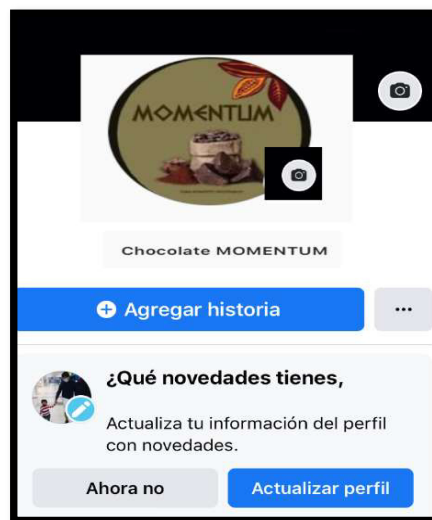 MOMENTUM
Chocolate MOMENTUM
Agregar historia
¿Qué novedades tienes,
Actualiza tu información del perfil
con novedades.
Ahora no
Actualizar perfil